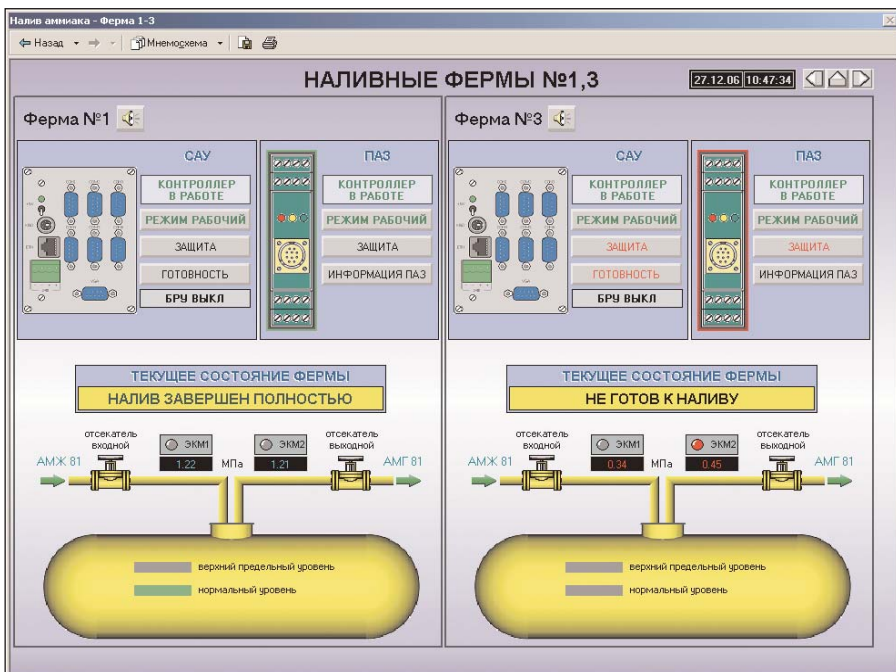 Налив аммиака - Ферма 1-3
Назад Мнемосхема
НАЛИВНЫЕ ФЕРМЫ №1,3
27.12.06 10:47:34
Ферма №1
САУ
КОНТРОЛЛЕР
В РАБОТЕ
РЕЖИМ РАБОЧИЙ
ЗАЩИТА
ГОТОВНОСТЬ
БРУ ВЫКЛ
ПАЗ
КОНТРОЛЛЕР
В РАБОТЕ
РЕЖИМ РАБОЧИЙ
ЗАЩИТА
ИНФОРМАЦИЯ ПАЗ
ТЕКУЩЕЕ СОСТОЯНИЕ ФЕРМЫ
НАЛИВ ЗАВЕРШЕН ПОЛНОСТЬЮ
отсекатель
входной
АМЖ 81
ЭКМ1
1.22
МПа
ЭКМ2
1.21
отсекатель
выходной
АМГ 81
верхний предельный уровень
нормальный уровень
Ферма №3
САУ
КОНТРОЛЛЕР
В РАБОТЕ
РЕЖИМ РАБОЧИЙ
ЗАЩИТА
ГОТОВНОСТЬ
БРУ ВЫКЛ
ПАЗ
КОНТРОЛЛЕР
В РАБОТЕ
РЕЖИМ РАБОЧИЙ
ЗАЩИТА
ИНФОРМАЦИЯ ПАЗ
ТЕКУЩЕЕ СОСТОЯНИЕ ФЕРМЫ
НЕ ГОТОВ К НАЛИВУ
отсекатель
входной
АМЖ 81
ЭКМ1
0.34
МПа
ЭКМ2
0.45
отсекатель
выходной
АМГ 81
верхний предельный уровень
нормальный уровень